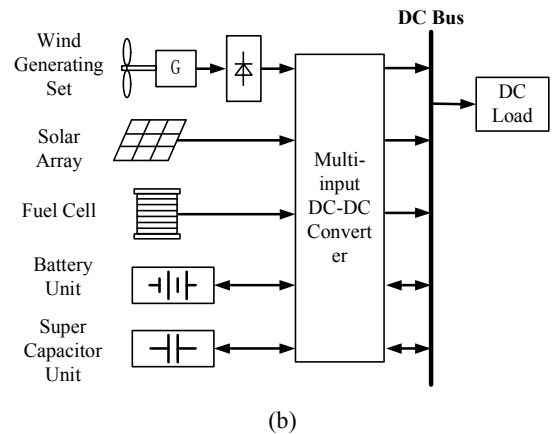 DC Bus
Wind
Generating
Set
G
DC
Load
Solar
Array
Multi-
input
DC-DC
Convert
er
Fuel Cell
Battery
Unit
Super
Capacitor
Unit
(b)